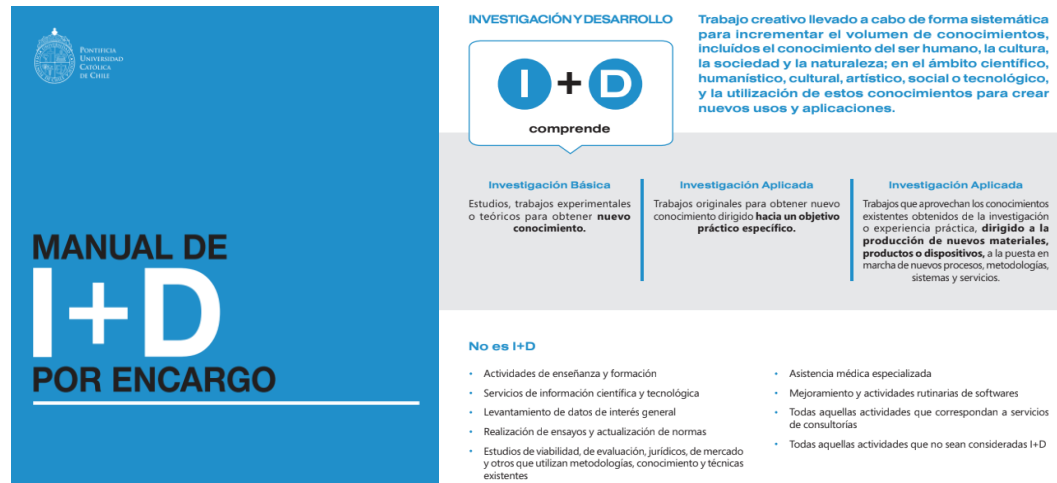 PONTIFICIA
UNIVERSIDAD
CATÓLICA
DE CHILE
MANUAL DE
I+D
POR ENCARGO
INVESTIGACIÓN Y DESARROLLO
I + D
comprende
Trabajo creativo llevado a cabo de forma sistemática
para incrementar el volumen de conocimientos,
incluídos el conocimiento del ser humano, la cultura,
la sociedad y la naturaleza; en el ámbito científico,
humanístico, cultural, artístico, social o tecnológico,
y la utilización de estos conocimientos para crear
nuevos usos y aplicaciones.
Investigación Básica
Estudios, trabajos experimentales
o teóricos para obtener nuevo
conocimiento.
Investigación Aplicada
Trabajos originales para obtener nuevo
conocimiento dirigido hacia un objetivo
práctico específico.
Investigación Aplicada
Trabajos que aprovechan los conocimientos
existentes obtenidos de la investigación
o experiencia práctica, dirigido a la
producción de nuevos materiales,
productos o dispositivos, a la puesta en
marcha de nuevos procesos, metodologías,
sistemas y servicios.
No es I+D
• Actividades de enseñanza y formación
• Servicios de información científica y tecnológica
• Levantamiento de datos de interés general
• Realización de ensayos y actualización de normas
• Estudios de viabilidad, de evaluación, jurídicos, de mercado
y otros que utilizan metodologías, conocimiento y técnicas
existentes
• Asistencia médica especializada
• Mejoramiento y actividades rutinarias de softwares
• Todas aquellas actividades que correspondan a servicios
de consultorías
• Todas aquellas actividades que no sean consideradas I+D